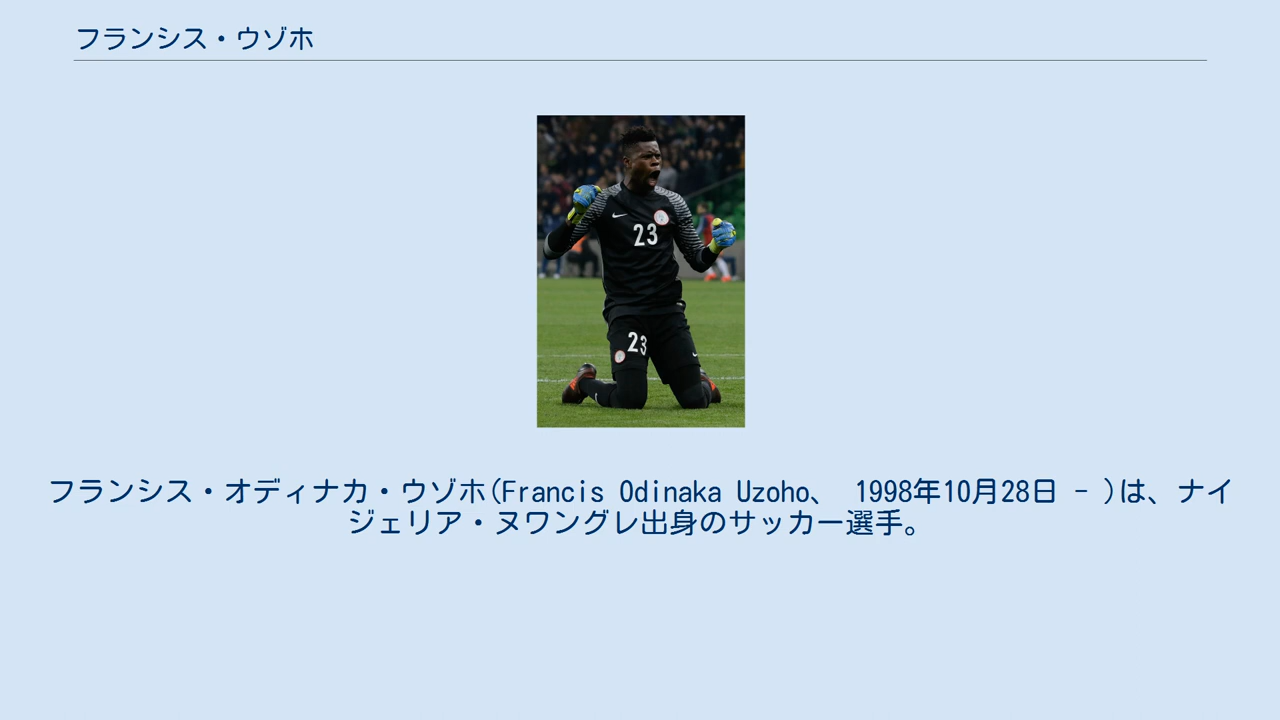 フランシス・ウゾホ
23
23
フランシス・オディナカ・ウゾホ(Francis Odinaka Uzoho、 1998年10月28日 - )は、ナイ
ジェリア・ヌワングレ出身のサッカー選手。